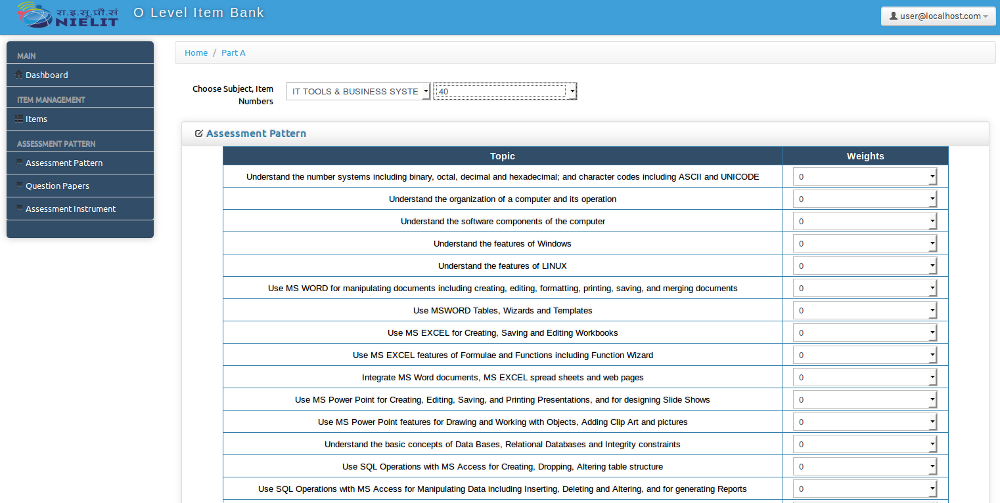 रा.इ.सू.प्रौ.सं
NIELIT
O Level Item Bank
user@localhost.com
MAIN
Dashboard
ITEM MANAGEMENT
Items
ASSESSMENT PATTERN
Assessment Pattern
Question Papers
Assessment Instrument
Home / Part A
Choose Subject, Item
Numbers
IT TOOLS & BUSINESS SYSTE
40
Assessment Pattern
Topic Weights
Understand the number systems including binary, octal, decimal and hexadecimal; and character codes including ASCII and UNICODE 0
Understand the organization of a computer and its operation 0
Understand the software components of the computer 0
Understand the features of Windows 0
Understand the features of LINUX 0
Use MS WORD for manipulating documents including creating, editing, formatting, printing, saving, and merging documents 0
Use MSWORD Tables, Wizards and Templates 0
Use MS EXCEL for Creating, Saving and Editing Workbooks 0
Use MS EXCEL features of Formulae and Functions including Function Wizard 0
Integrate MS Word documents, MS EXCEL spread sheets and web pages 0
Use MS Power Point for Creating, Editing, Saving, and Printing Presentations, and for designing Slide Shows 0
Use MS Power Point features for Drawing and Working with Objects, Adding Clip Art and pictures 0
Understand the basic concepts of Data Bases, Relational Databases and Integrity constraints 0
Use SQL Operations with MS Access for Creating, Dropping, Altering table structure 0
Use SQL Operations with MS Access for Manipulating Data including Inserting, Deleting and Altering, and for generating Reports 0